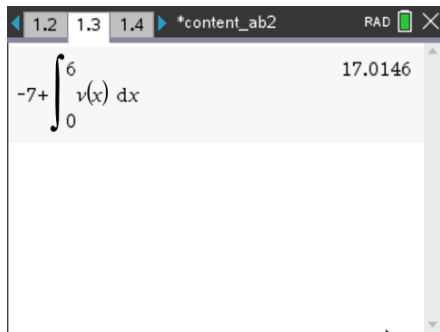 1.2 1.3 1.4 *content_ab2 RAD
-7+∫₀⁶ v(x) dx 17.0146